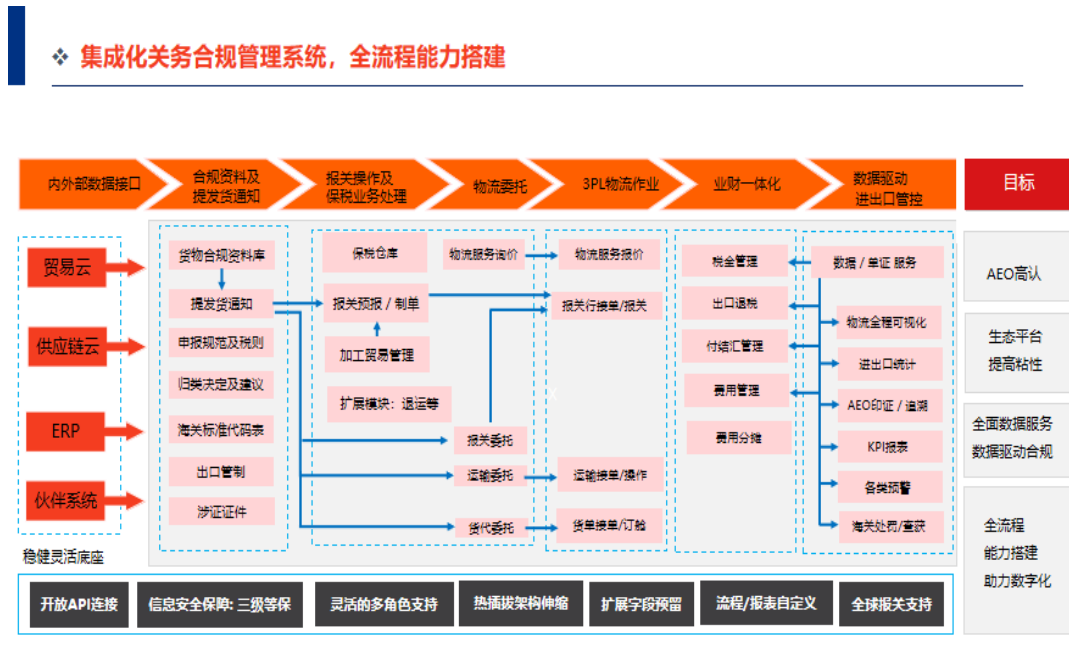 集成化关务合规管理系统，全流程能力搭建
内外部数据接口
合规资料及
提发货通知
报关操作及
保税业务处理
物流委托
3PL物流作业
业财一体化
数据驱动
进出口管控
目标
贸易云
供应链云
ERP
伙伴系统
货物合规资料库
提发货通知
申报规范及税则
归类决定及建议
海关标准代码表
出口管制
涉证证件
保税仓库
报关预报 / 制单
加工贸易管理
扩展模块：退运等
物流服务询价
报关委托
运输委托
货代委托
物流服务报价
报关行接单/报关
运输接单/操作
货单接单/订舱
税金管理
出口退税
付结汇管理
费用管理
费用分摊
数据 / 单证 服务
物流全程可视化
进出口统计
AEO印证 / 追溯
KPI报表
各类预警
海关处罚/查获
AEO高认
生态平台
提高粘性
全面数据服务
数据驱动合规
全流程
能力搭建
助力数字化
稳健灵活底座
开放API连接
信息安全保障: 三级等保
灵活的多角色支持
热插拔架构伸缩
扩展字段预留
流程/报表自定义
全球报关支持